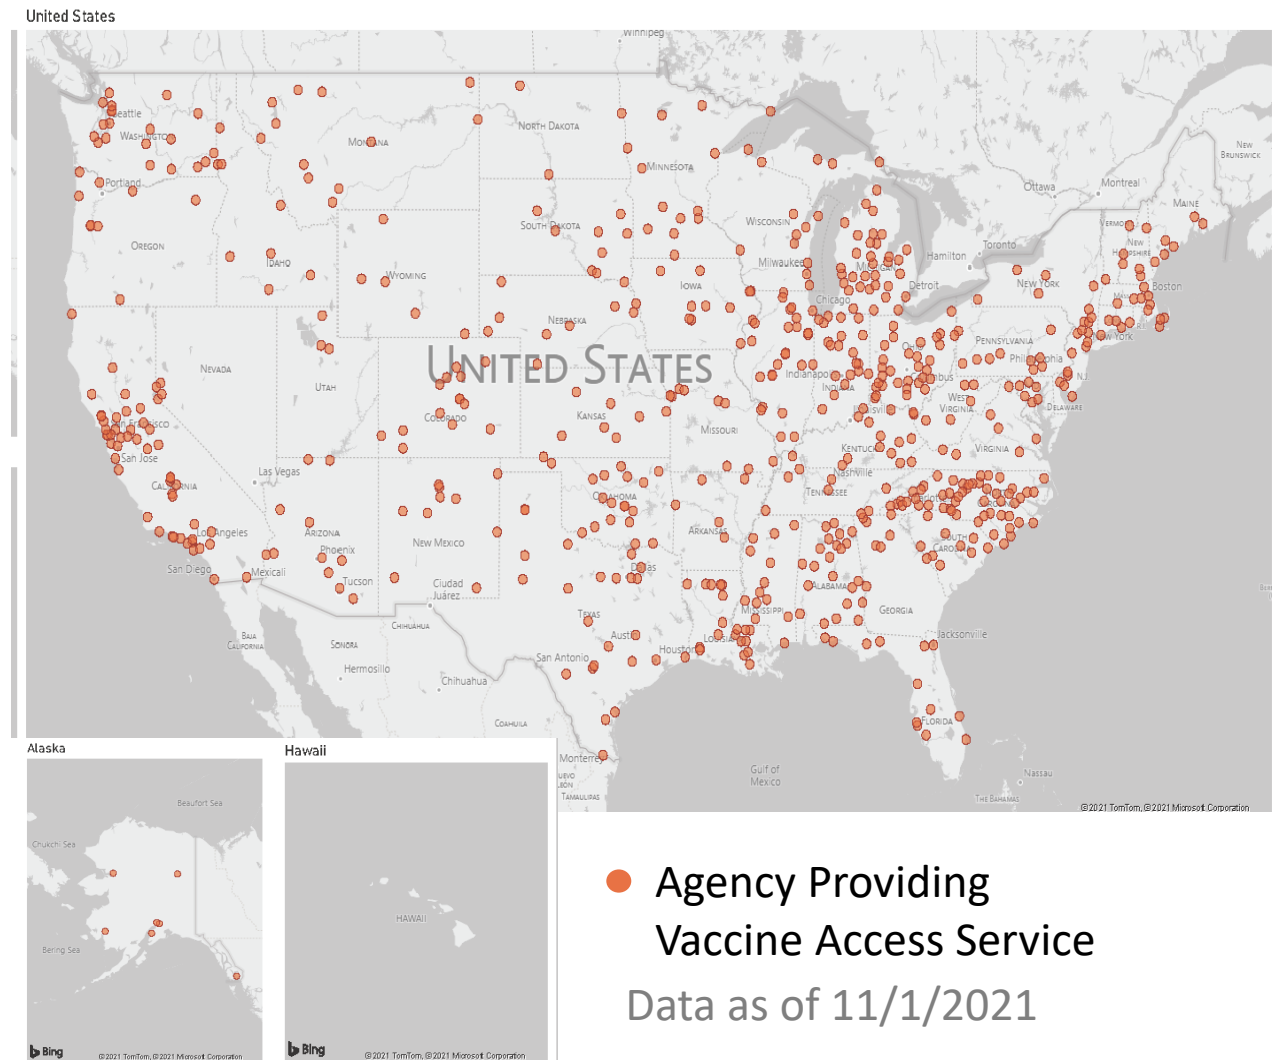 United States
Winnipeg
Seattle
WASHINGTON
NORTH DAKOTA
MONTANA
MINNESOTA
Ottawa
Montreal
NEW
BRUNSWICK
Portland
MAINE
SOUTH DAKOTA
WISCONSIN
VERMONT
OREGON
NEW
HAMPSHIRE
Toronto
Hamilton
IDAHO
WYOMING
Milwaukee
MICHIGAN
Detroit
NEW YORK
IOWA
Boston
Chicago
NEBRASKA
New York
PENNSYLVANIA
UNITED STATES
NEVADA
Philadelphia
Indianapolis
INDIANA
UTAH
N.J.
COLORADO
KANSAS
WEST
VIRGINIA
DELAWARE
San Francisco
MISSOURI
KENTUCKY
VIRGINIA
San Jose
Las Vegas
Nashville
CALIFORNIA
TENNESSEE
OKLAHOMA
Los Angeles
ARIZONA
NEW MEXICO
ARKANSAS
SOUTH
CAROLINA
Phoenix
San Diego
Mexicali
Tucson
Ciudad
Juárez
Dallas
ALABAMA
MISSISSIPPI
GEORGIA
TEXAS
CHIHUAHUA
BAJA
CALIFORNIA
SONORA
Austin
Jacksonville
Houston
San Antonio
Hermosillo
Chihuahua
COAHUILA
FLORIDA
Monterrey
NUEVO
LEÓN
TAMAULIPAS
Gulf of
Mexico
Nassau
THE BAHAMAS
©2021 TomTom, ©2021 Microsoft Corporation
Alaska
Hawaii
Beaufort Sea
Chukchi Sea
Bering Sea
HAWAII
Bing
©2021 TomTom, ©2021 Microsoft Corporation
Bing
©2021 TomTom, ©2021 Microsoft Corporation
Agency Providing
Vaccine Access Service
Data as of 11/1/2021